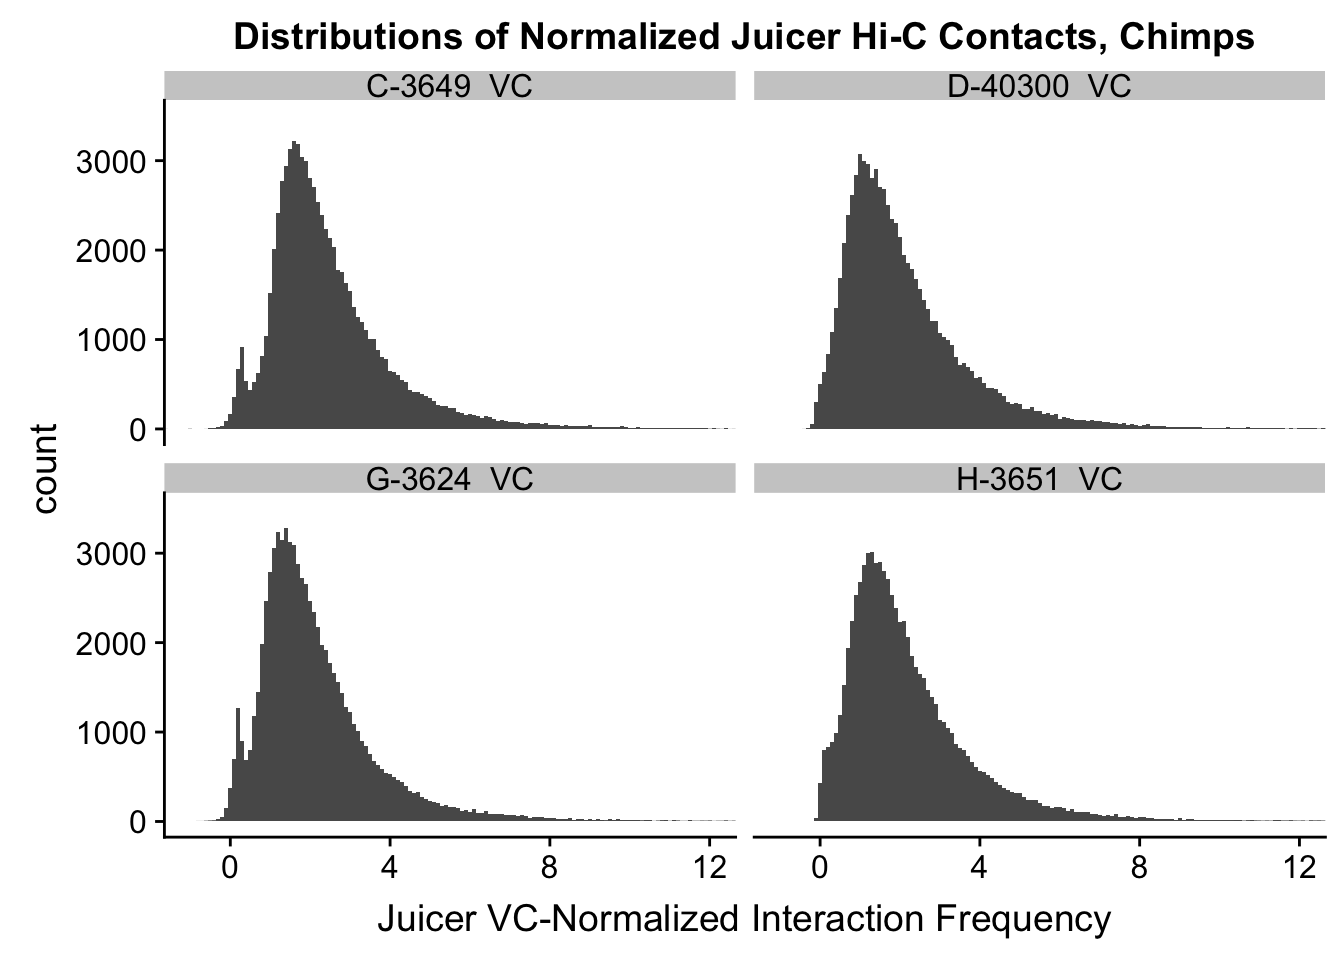 Distributions of Normalized Juicer Hi-C Contacts, Chimps
C-3649  VC
D-40300  VC
3000
2000
1000
0
count
G-3624  VC
H-3651  VC
3000
2000
1000
0
0 4 8 12
0 4 8 12
Juicer VC-Normalized Interaction Frequency